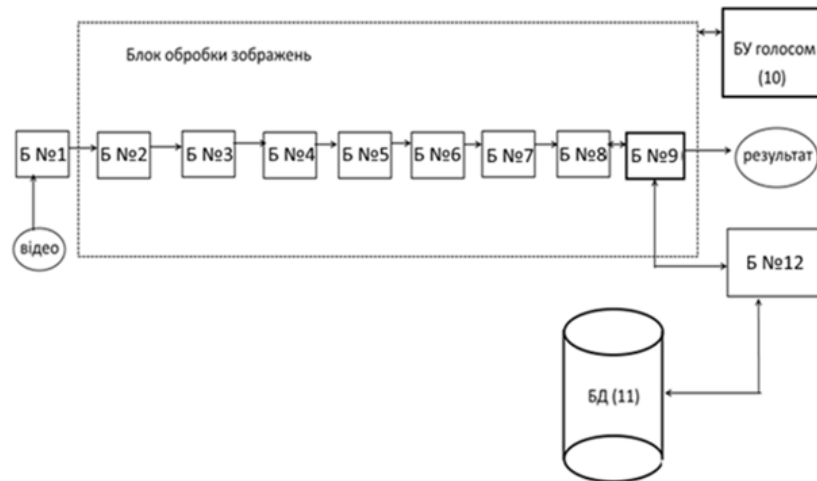 Блок обробки зображень
БУ голосом
(10)
Б №1
Б №2
Б №3
Б №4
Б №5
Б №6
Б №7
Б №8
Б №9
результат
відео
Б №12
БД (11)